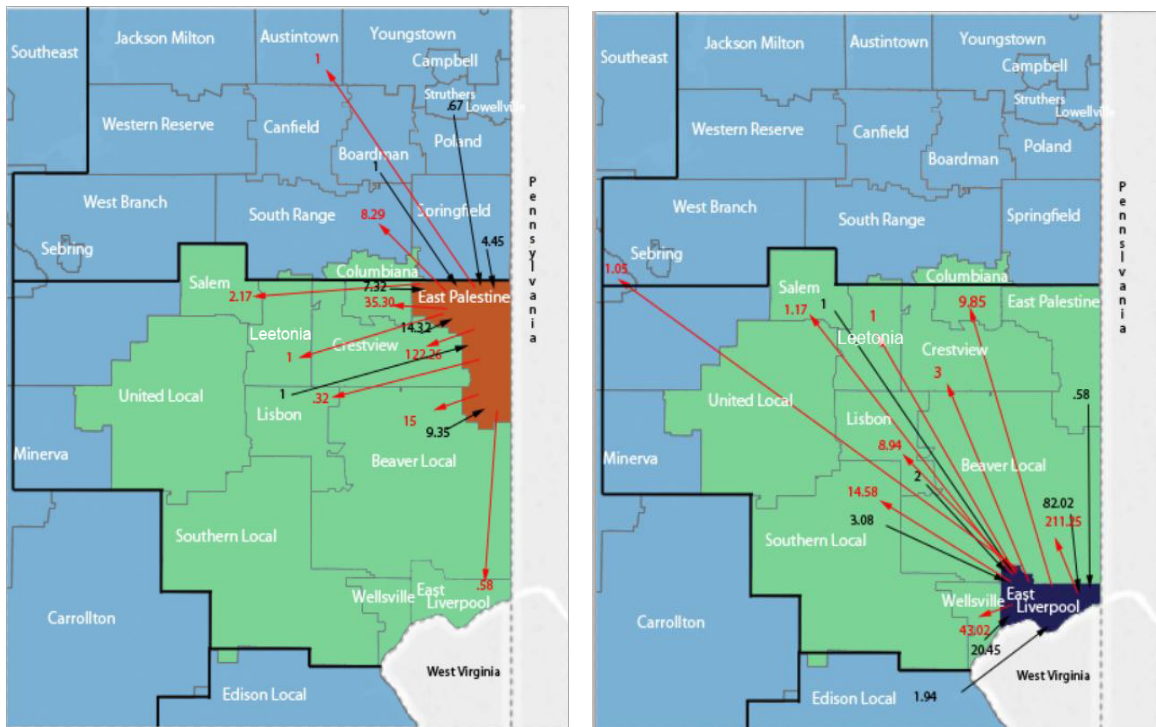 Southeast
Jackson Milton
Austintown
Youngstown
1
Campbell
Struthers
.67
Lowellville
Western Reserve
Canfield
Boardman
Poland
1
West Branch
South Range
8.29
Springfield
4.45
Sebring
Columbiana
Salem
7.32
East Palestine
2.17
35.30
14.32
Leetonia
Crestview
122.26
1
1
.32
United Local
Lisbon
15
9.35
Minerva
Beaver Local
Southern Local
.58
Wellsville
East
Liverpool
Carrollton
West Virginia
Edison Local
Pennsylvania
Southeast
Jackson Milton
Austintown
Youngstown
Campbell
Struthers
Lowellville
Western Reserve
Canfield
Boardman
Poland
West Branch
South Range
Springfield
Sebring
1.05
Columbiana
Salem
1
1.17
1
9.85
East Palestine
Leetonia
Crestview
3
.58
United Local
Lisbon
8.94
Minerva
Beaver Local
2
14.58
82.02
3.08
211.25
Southern Local
Wellsville
East
Liverpool
43.02
20.45
Carrollton
West Virginia
Edison Local
1.94
Pennslvania